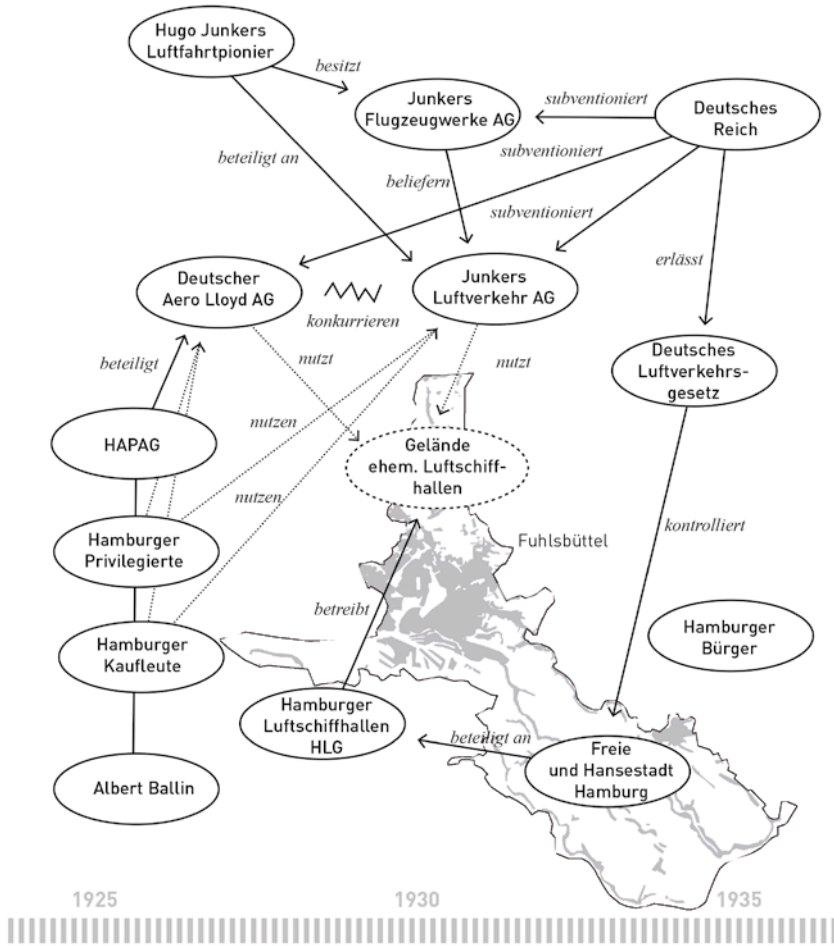 Hugo Junkers
Luftfahrtpionier
besitzt
Junkers
Flugzeugwerke AG
subventioniert
Deutsches
Reich
beteiligt an
beliefern
subventioniert
subventioniert
erlässt
Deutscher
Aero Lloyd AG
konkurrieren
Junkers
Luftverkehr AG
beteiligt
nutzt
nutzt
Deutsches
Luftverkehrs-
gesetz
HAPAG
nutzen
Gelände
ehem. Luftschiff-
hallen
nutzen
Hamburger
Privilegierte
Fuhlsbüttel
kontrolliert
betreibt
Hamburger
Kaufleute
Hamburger
Bürger
Hamburger
Luftschiffhallen
HLG
beteiligt an
Freie
und Hansestadt
Hamburg
Albert Ballin
1925
1930
1935